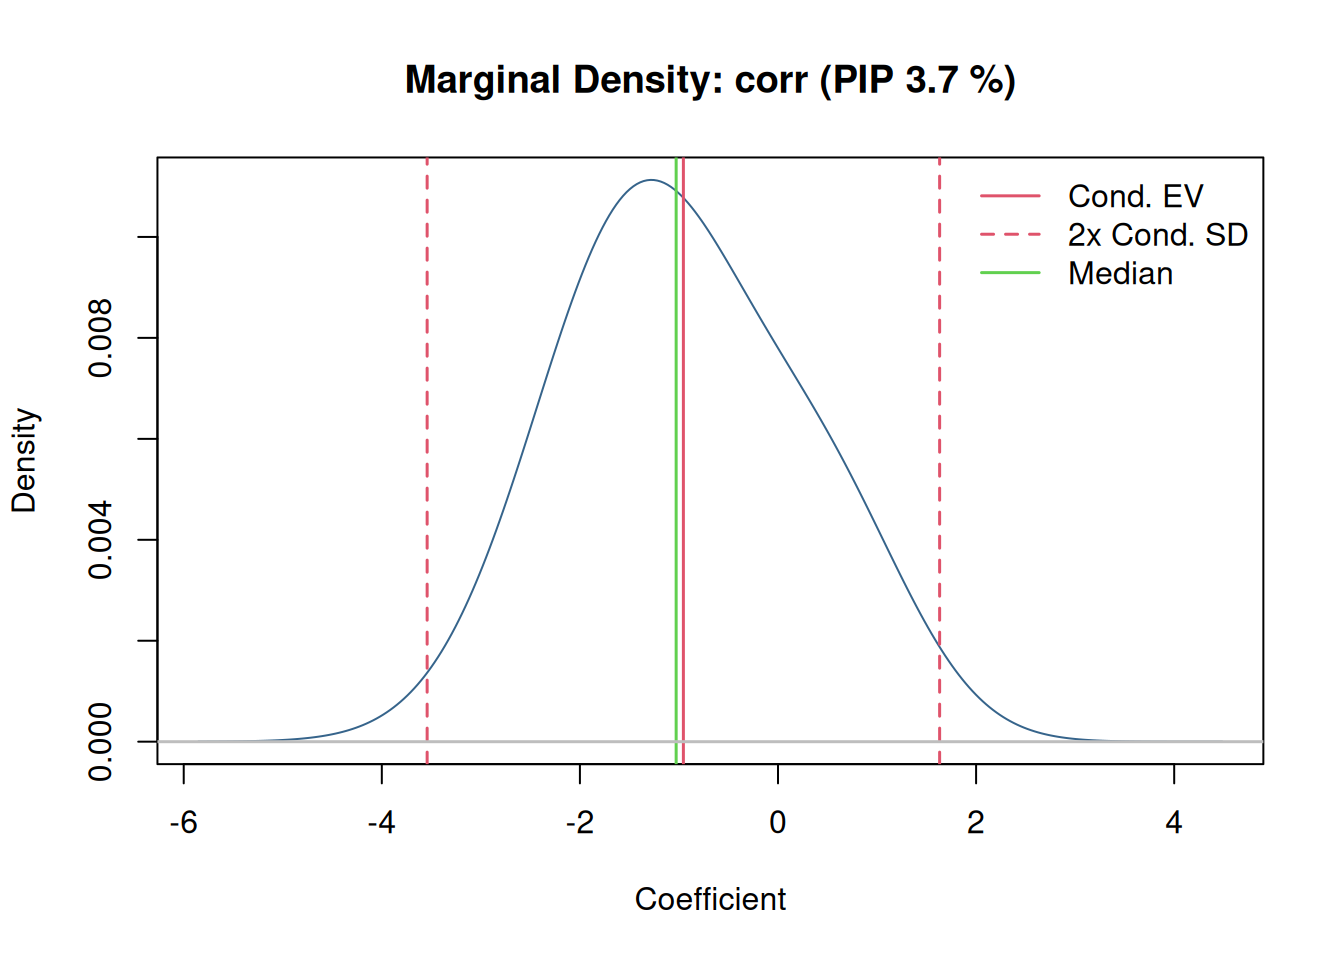 Marginal Density: corr (PIP 3.7 %)
Cond. EV
2x Cond. SD
Median
Density
0.008
0.004
0.000
-6 -4 -2 0 2 4
Coefficient